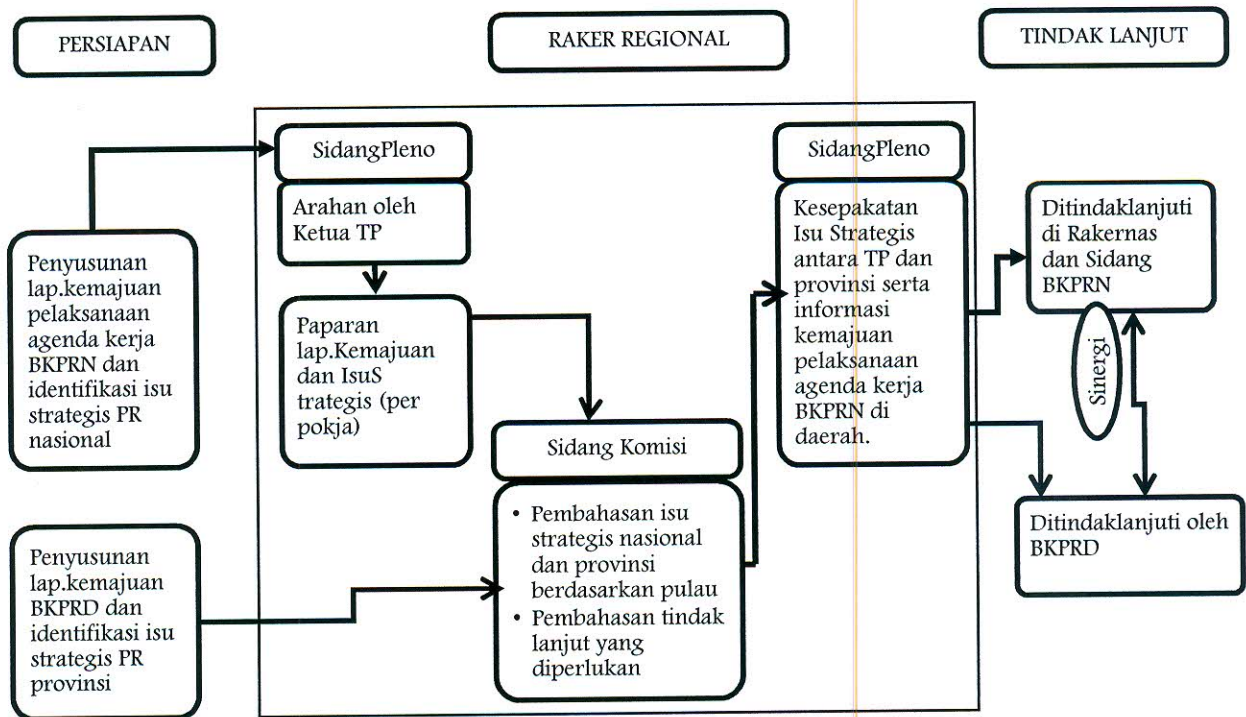 PERSIAPAN
RAKER REGIONAL
TINDAK LANJUT
Penyusunan
lap.kemajuan
pelaksanaan
agenda kerja
BKPRN dan
identifikasi isu
strategis PR
nasional
Penyusunan
lap.kemajuan
BKPRD dan
identifikasi isu
strategis PR
provinsi
SidangPleno
Arahan oleh
Ketua TP
Paparan
lap.Kemajuan
dan IsuS
trategis (per
pokja)
Sidang Komisi
• Pembahasan isu
strategis nasional
dan provinsi
berdasarkan pulau
• Pembahasan tindak
lanjut yang
diperlukan
SidangPleno
Kesepakatan
Isu Strategis
antara TP dan
provinsi serta
informasi
kemajuan
pelaksanaan
agenda kerja
BKPRN di
daerah.
Ditindaklanjuti
di Rakernas
dan Sidang
BKPRN
Sinergi
Ditindaklanjuti oleh
BKPRD